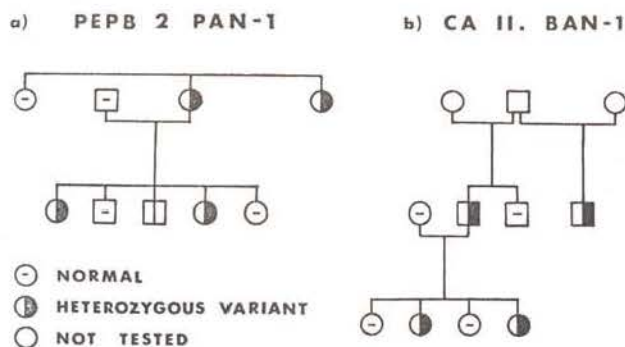 a) PEPB 2 PAN-1
b) CA II. BAN-1
NORMAL
HETEROZYGOUS VARIANT
NOT TESTED